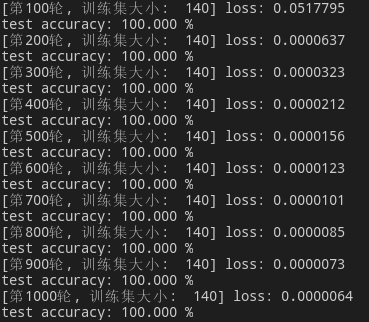 [第100轮, 训练集大小: 140] loss: 0.0517795
test accuracy: 100.000 %
[第200轮, 训练集大小: 140] loss: 0.0000637
test accuracy: 100.000 %
[第300轮, 训练集大小: 140] loss: 0.0000323
test accuracy: 100.000 %
[第400轮, 训练集大小: 140] loss: 0.0000212
test accuracy: 100.000 %
[第500轮, 训练集大小: 140] loss: 0.0000156
test accuracy: 100.000 %
[第600轮, 训练集大小: 140] loss: 0.0000123
test accuracy: 100.000 %
[第700轮, 训练集大小: 140] loss: 0.0000101
test accuracy: 100.000 %
[第800轮, 训练集大小: 140] loss: 0.0000085
test accuracy: 100.000 %
[第900轮, 训练集大小: 140] loss: 0.0000073
test accuracy: 100.000 %
[第1000轮, 训练集大小: 140] loss: 0.0000064
test accuracy: 100.000 %